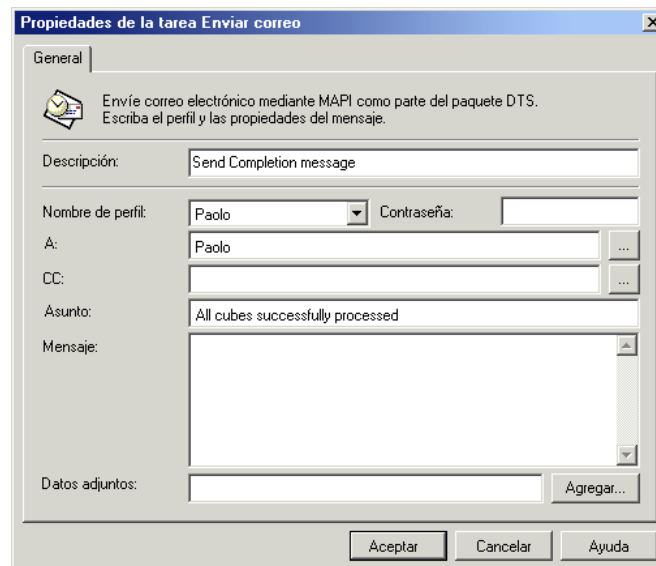 Propiedades de la tarea Enviar correo
General
Envíe correo electrónico mediante MAPI como parte del paquete DTS.
Escriba el perfil y las propiedades del mensaje.
Descripción: Send Completion message
Nombre de perfil: Paolo Contraseña:
A: Paolo ...
CC: ...
Asunto: All cubes successfully processed
Mensaje:
Datos adjuntos: Agregar...
Aceptar Cancelar Ayuda